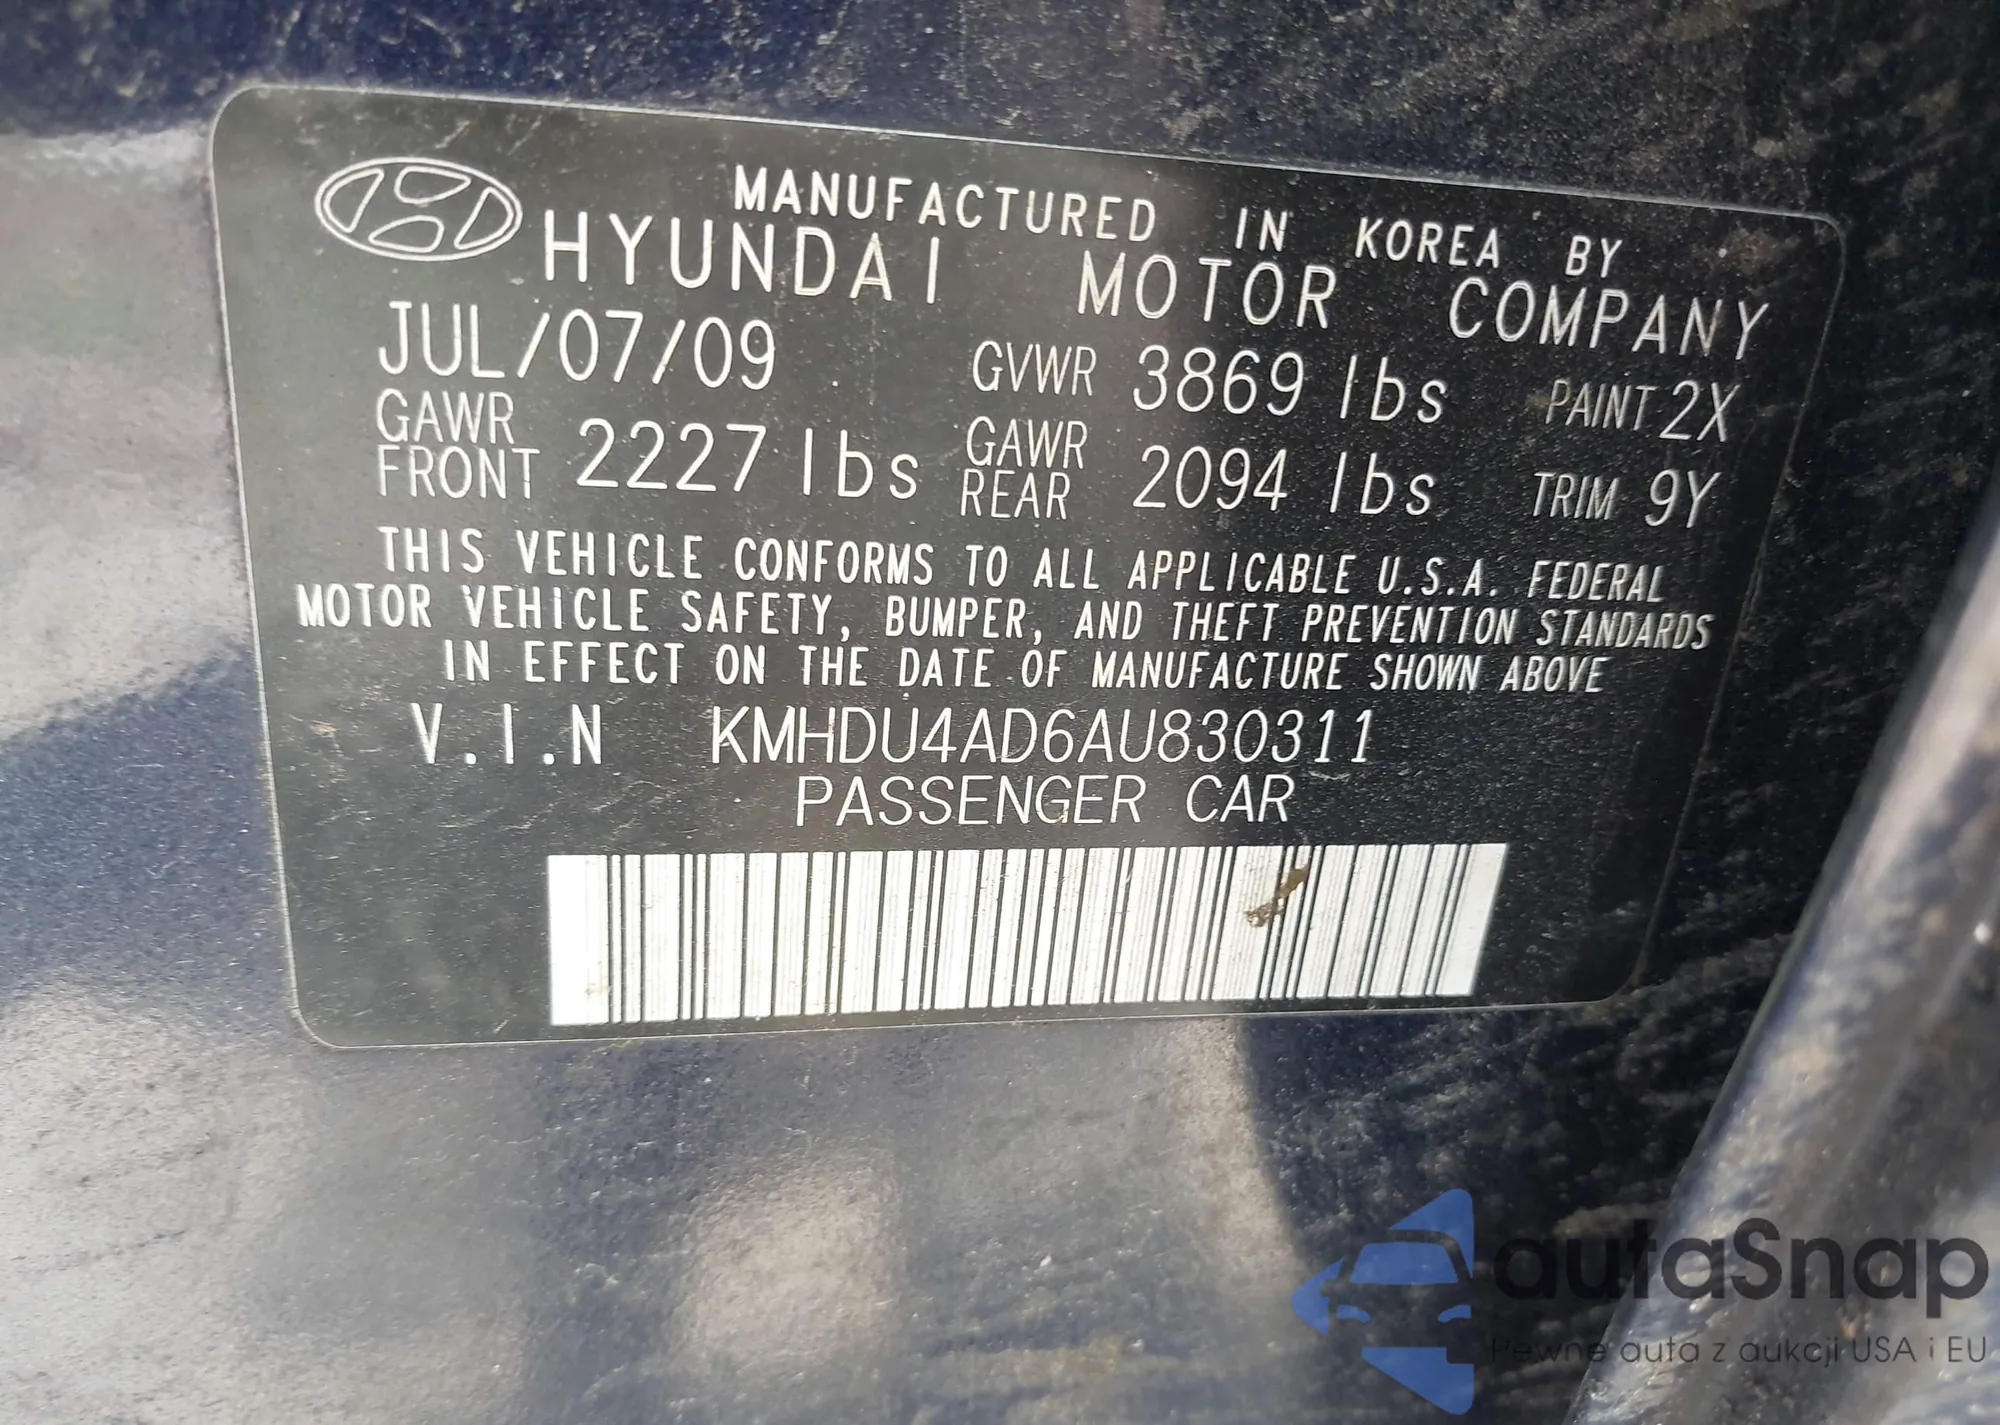 MANUFACTURED IN KOREA BY
HYUNDAI MOTOR COMPANY
JUL/07/09 GVWR 3869 lbs PAINT 2X
GAWR FRONT 2227 lbs GAWR REAR 2094 lbs TRIM 9Y
THIS VEHICLE CONFORMS TO ALL APPLICABLE U.S.A. FEDERAL
MOTOR VEHICLE SAFETY, BUMPER, AND THEFT PREVENTION STANDARDS
IN EFFECT ON THE DATE OF MANUFACTURE SHOWN ABOVE
V.I.N KMHDU4AD6AU830311
PASSENGER CAR
autaSnap
Pewne auta z aukcji USA i EU